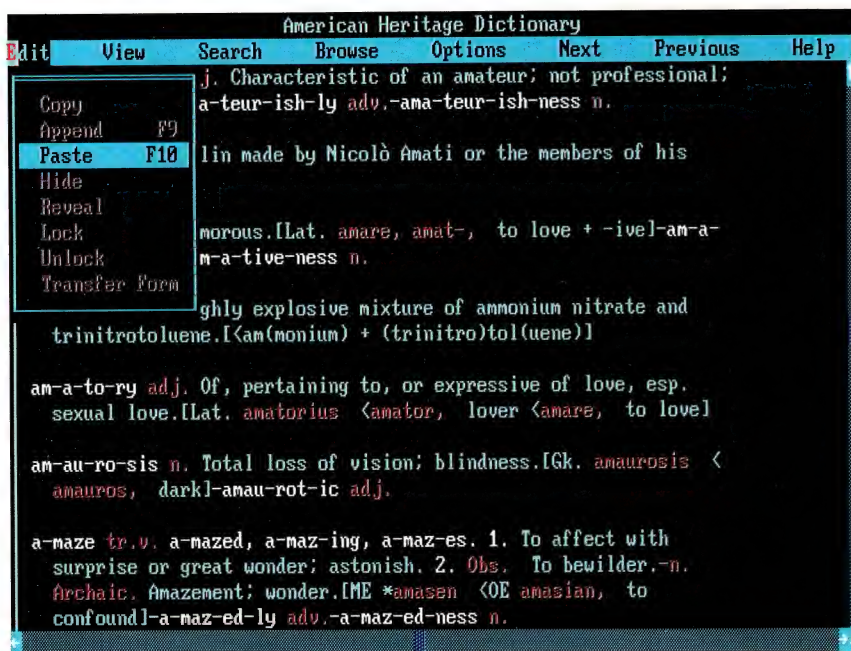 American Heritage Dictionary
Edit View Search Browse Options Next Previous Help
j. Characteristic of an amateur; not professional;
Copy
a-teur-ish-ly adv.-ama-teur-ish-ness n.
Append F9
Paste F10
lin made by Nicolò Amati or the members of his
Hide
Reveal
Lock
morous.[Lat. amare, amat-, to love + -ive]-am-a-
Unlock
m-a-tive-ness n.
Transfer Form
ghly explosive mixture of ammonium nitrate and
trinitrotoluene.[<am(monium) + (trinitro)tol(uene)]
am-a-to-ry adj. Of, pertaining to, or expressive of love, esp.
sexual love.[Lat. amatorius <amator, lover <amare, to love]
am-au-ro-sis n. Total loss of vision; blindness.[Gk. amaurosis <
amauros, dark]-amau-rot-ic adj.
a-maze tr.v. a-mazed, a-maz-ing, a-maz-es. 1. To affect with
surprise or great wonder; astonish. 2. Obs. To bewilder.-n.
Archaic. Amazement; wonder.[ME *amasen <OE amasian, to
confound]-a-maz-ed-ly adv.-a-maz-ed-ness n.